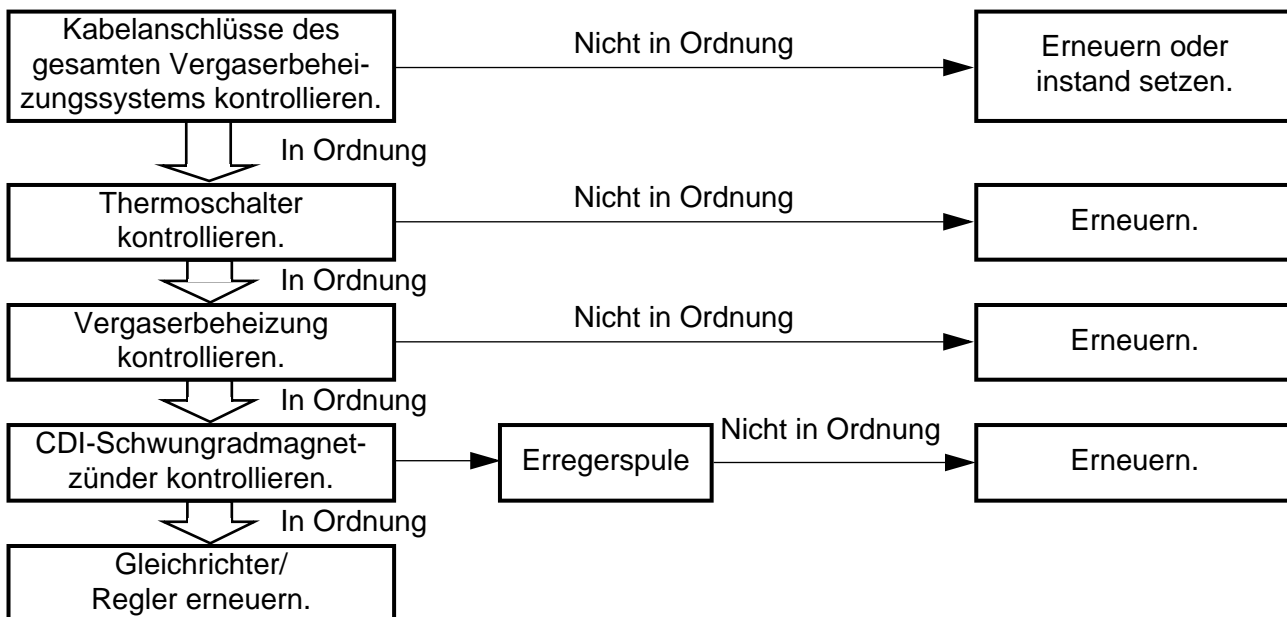 Kabelanschlüsse des
gesamten Vergaserbehei-
zungssystems kontrollieren.
Nicht in Ordnung
Erneuern oder
instand setzen.
In Ordnung
Thermoschalter
kontrollieren.
Nicht in Ordnung
Erneuern.
In Ordnung
Vergaserbeheizung
kontrollieren.
Nicht in Ordnung
Erneuern.
In Ordnung
CDI-Schwungradmagnet-
zünder kontrollieren.
Erregerspule
Nicht in Ordnung
Erneuern.
In Ordnung
Gleichrichter/
Regler erneuern.